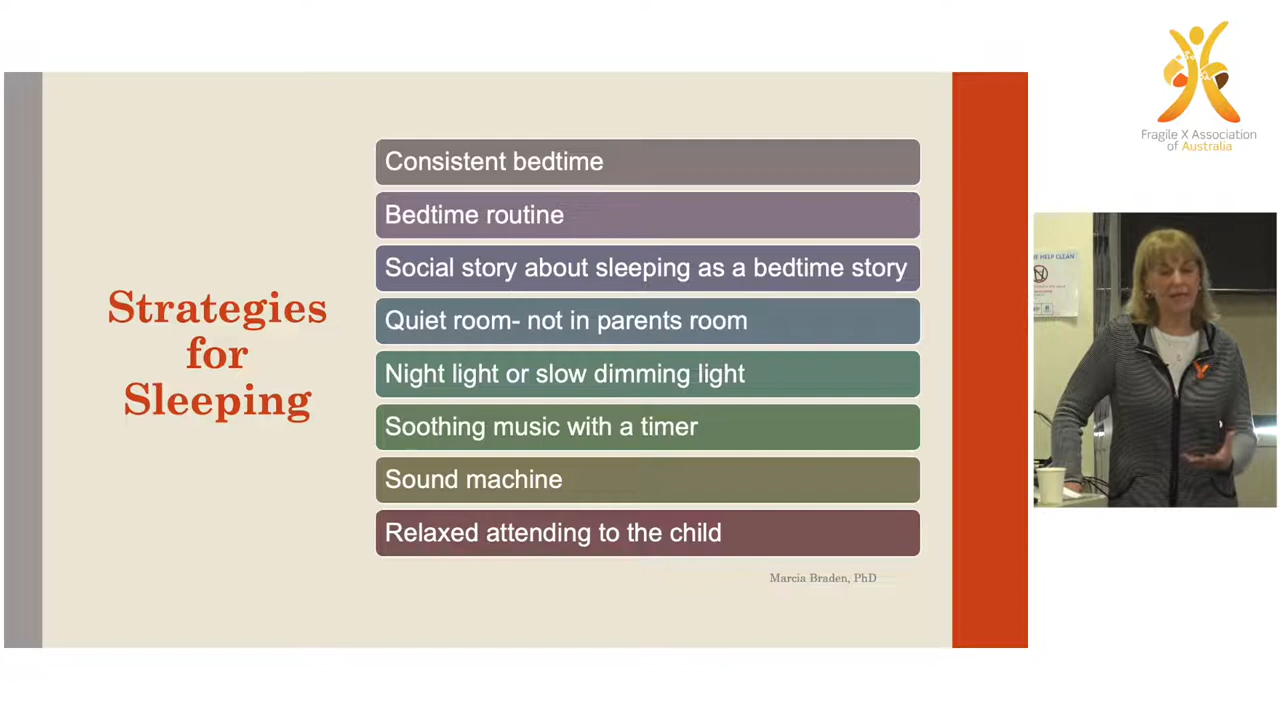 Fragile X Association
of Australia
Strategies
for
Sleeping
Consistent bedtime
Bedtime routine
Social story about sleeping as a bedtime story
Quiet room- not in parents room
Night light or slow dimming light
Soothing music with a timer
Sound machine
Relaxed attending to the child
Marcia Braden, PhD
HELP CLEAN